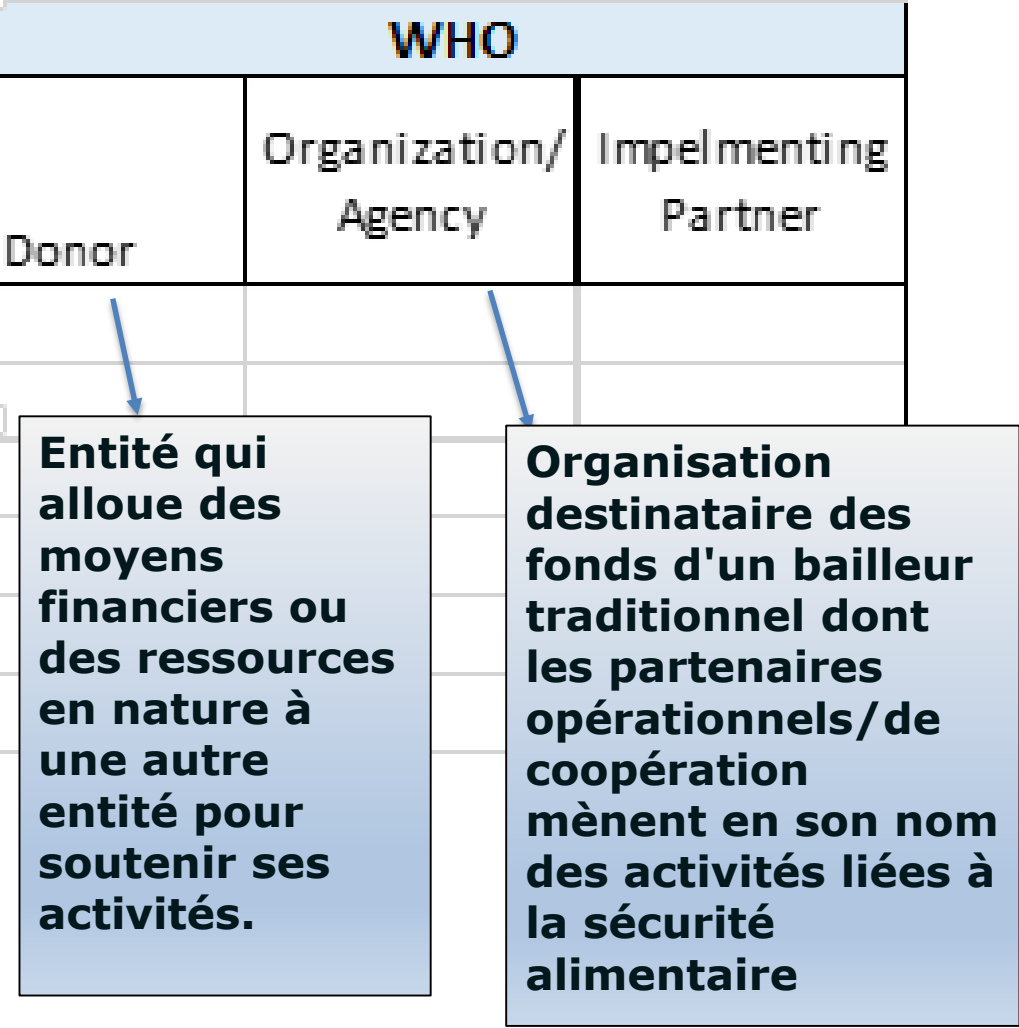 WHO
Donor
Organization/
Agency
Impelmenting
Partner
Entité qui
alloue des
moyens
financiers ou
des ressources
en nature à
une autre
entité pour
soutenir ses
activités.
Organisation
destinataire des
fonds d'un bailleur
traditionnel dont
les partenaires
opérationnels/de
coopération
mènent en son nom
des activités liées à
la sécurité
alimentaire